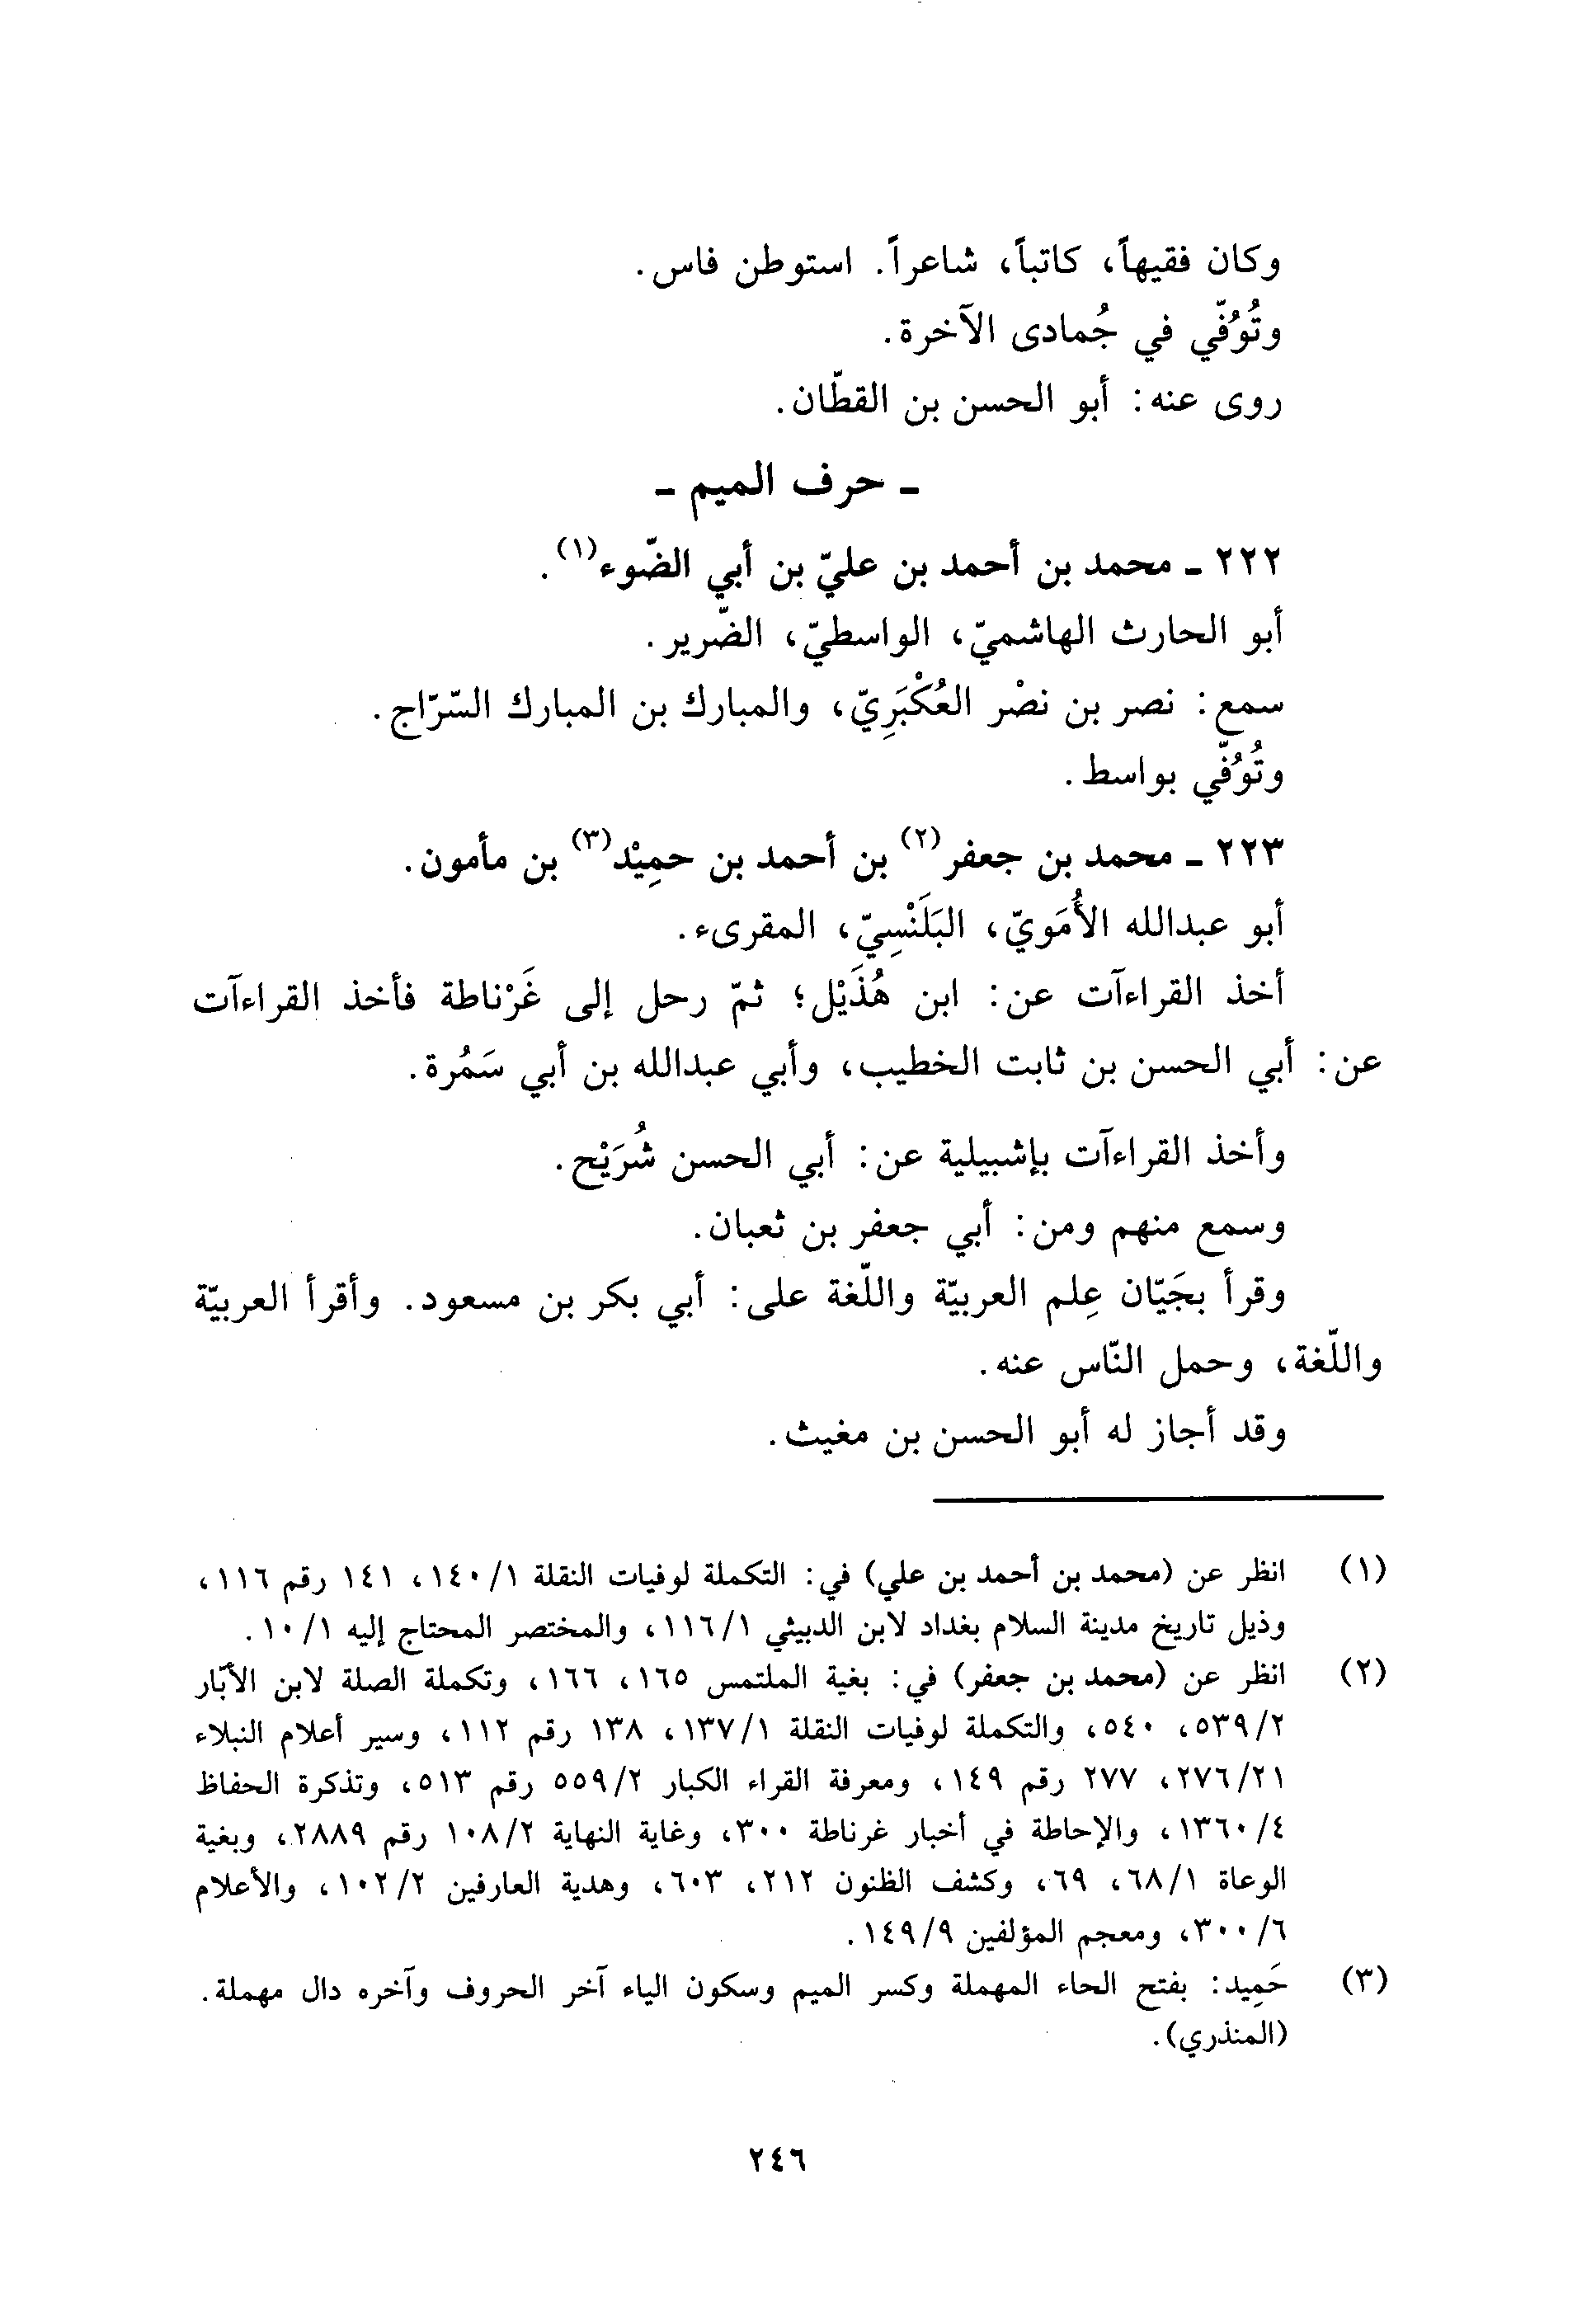 وكان فقيهاً، كاتباً، شاعراً. استوطن فاس.
وتُوُفّي في جُمادى الآخرة.
روى عنه: أبو الحسن بن القطّان.
- حرف الميم -
٢٢٢ - محمد بن أحمد بن عليّ بن أبي الضّوء(١).
أبو الحارث الهاشميّ، الواسطيّ، الضّرير.
سمع: نصر بن نصْر العُكْبَرِيّ، والمبارك بن المبارك السّرّاج.
وتُوُفّي بواسط.
٢٢٣ - محمد بن جعفر(٢) بن أحمد بن حمِيْد(٣) بن مأمون.
أبو عبدالله الأُمَويّ، البَلَنْسِيّ، المقرىء.
أخذ القراءآت عن: ابن هُذَيْل؛ ثمّ رحل إلى غَرْناطة فأخذ القراءآت
عن: أبي الحسن بن ثابت الخطيب، وأبي عبدالله بن أبي سَمُرة.
وأخذ القراءآت بإشبيلية عن: أبي الحسن شُرَيْح.
وسمع منهم ومن: أبي جعفر بن ثعبان.
وقرأ بجَيّان عِلم العربيّة واللّغة على: أبي بكر بن مسعود. وأقرأ العربيّة
واللّغة، وحمل النّاس عنه.
وقد أجاز له أبو الحسن بن مغيث.
(١) انظر عن (محمد بن أحمد بن علي) في: التكملة لوفيات النقلة ١/١٤٠، ١٤١ رقم ١١٦،
وذيل تاريخ مدينة السلام بغداد لابن الدبيثي ١/١١٦، والمختصر المحتاج إليه ١/١٠.
(٢) انظر عن (محمد بن جعفر) في: بغية الملتمس ١٦٥، ١٦٦، وتكملة الصلة لابن الأبّار
٢/٥٣٩، ٥٤٠، والتكملة لوفيات النقلة ١/١٣٧، ١٣٨ رقم ١١٢، وسير أعلام النبلاء
٢١/٢٧٦، ٢٧٧ رقم ١٤٩، ومعرفة القراء الكبار ٢/٥٥٩ رقم ٥١٣، وتذكرة الحفاظ
٤/١٣٦٠، والإحاطة في أخبار غرناطة ٣٠٠، وغاية النهاية ٢/١٠٨ رقم ٢٨٨٩، وبغية
الوعاة ١/٦٨، ٦٩، وكشف الظنون ٢١٢، ٦٠٣، وهدية العارفين ٢/١٠٢، والأعلام
٦/٣٠٠، ومعجم المؤلفين ٩/١٤٩.
(٣) حَمِيد: بفتح الحاء المهملة وكسر الميم وسكون الياء آخر الحروف وآخره دال مهملة.
(المنذري).
٢٤٦